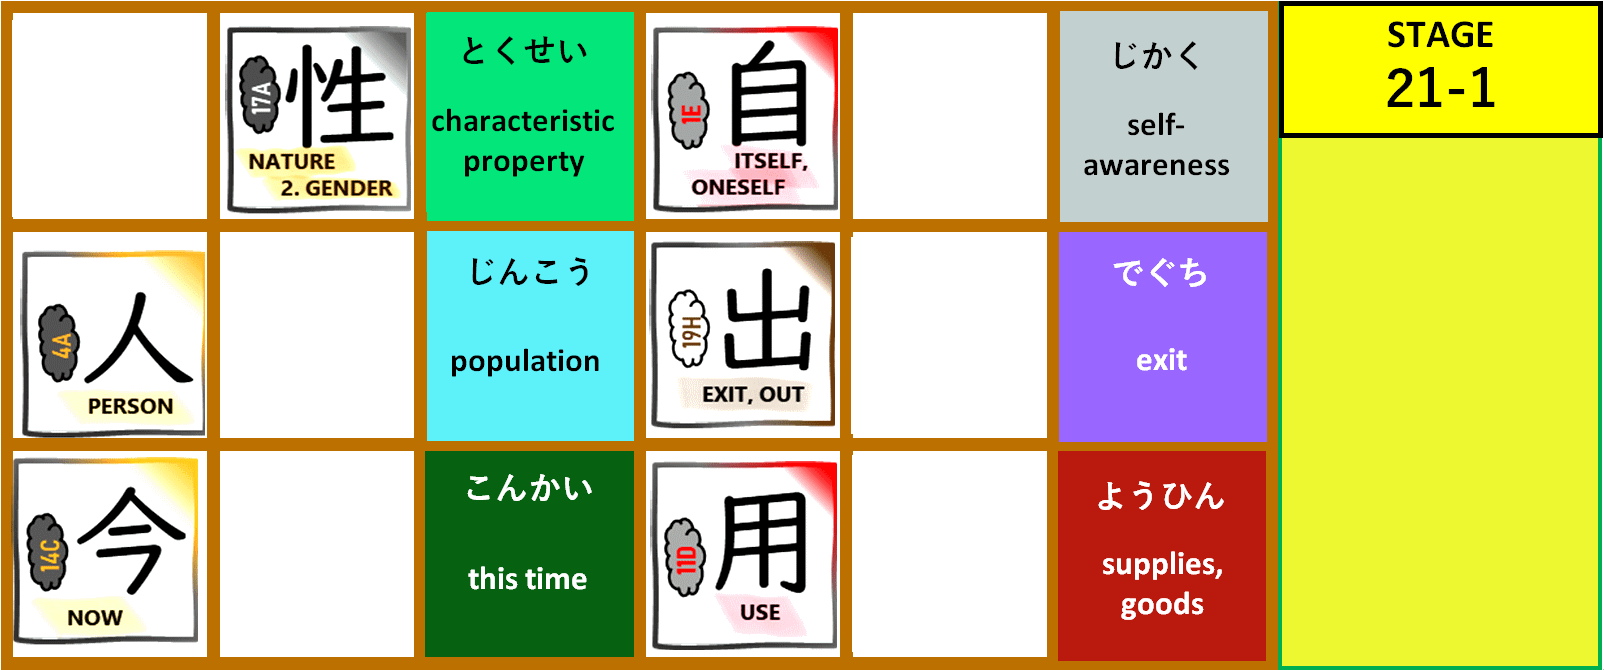 17A
性
NATURE
2. GENDER
とくせい
characteristic
property
1E
自
ITSELF,
ONESELF
じかく
self-
awareness
STAGE
21-1
4A
人
PERSON
じんこう
population
19H
出
EXIT, OUT
でぐち
exit
14C
今
NOW
こんかい
this time
11D
用
USE
ようひん
supplies,
goods